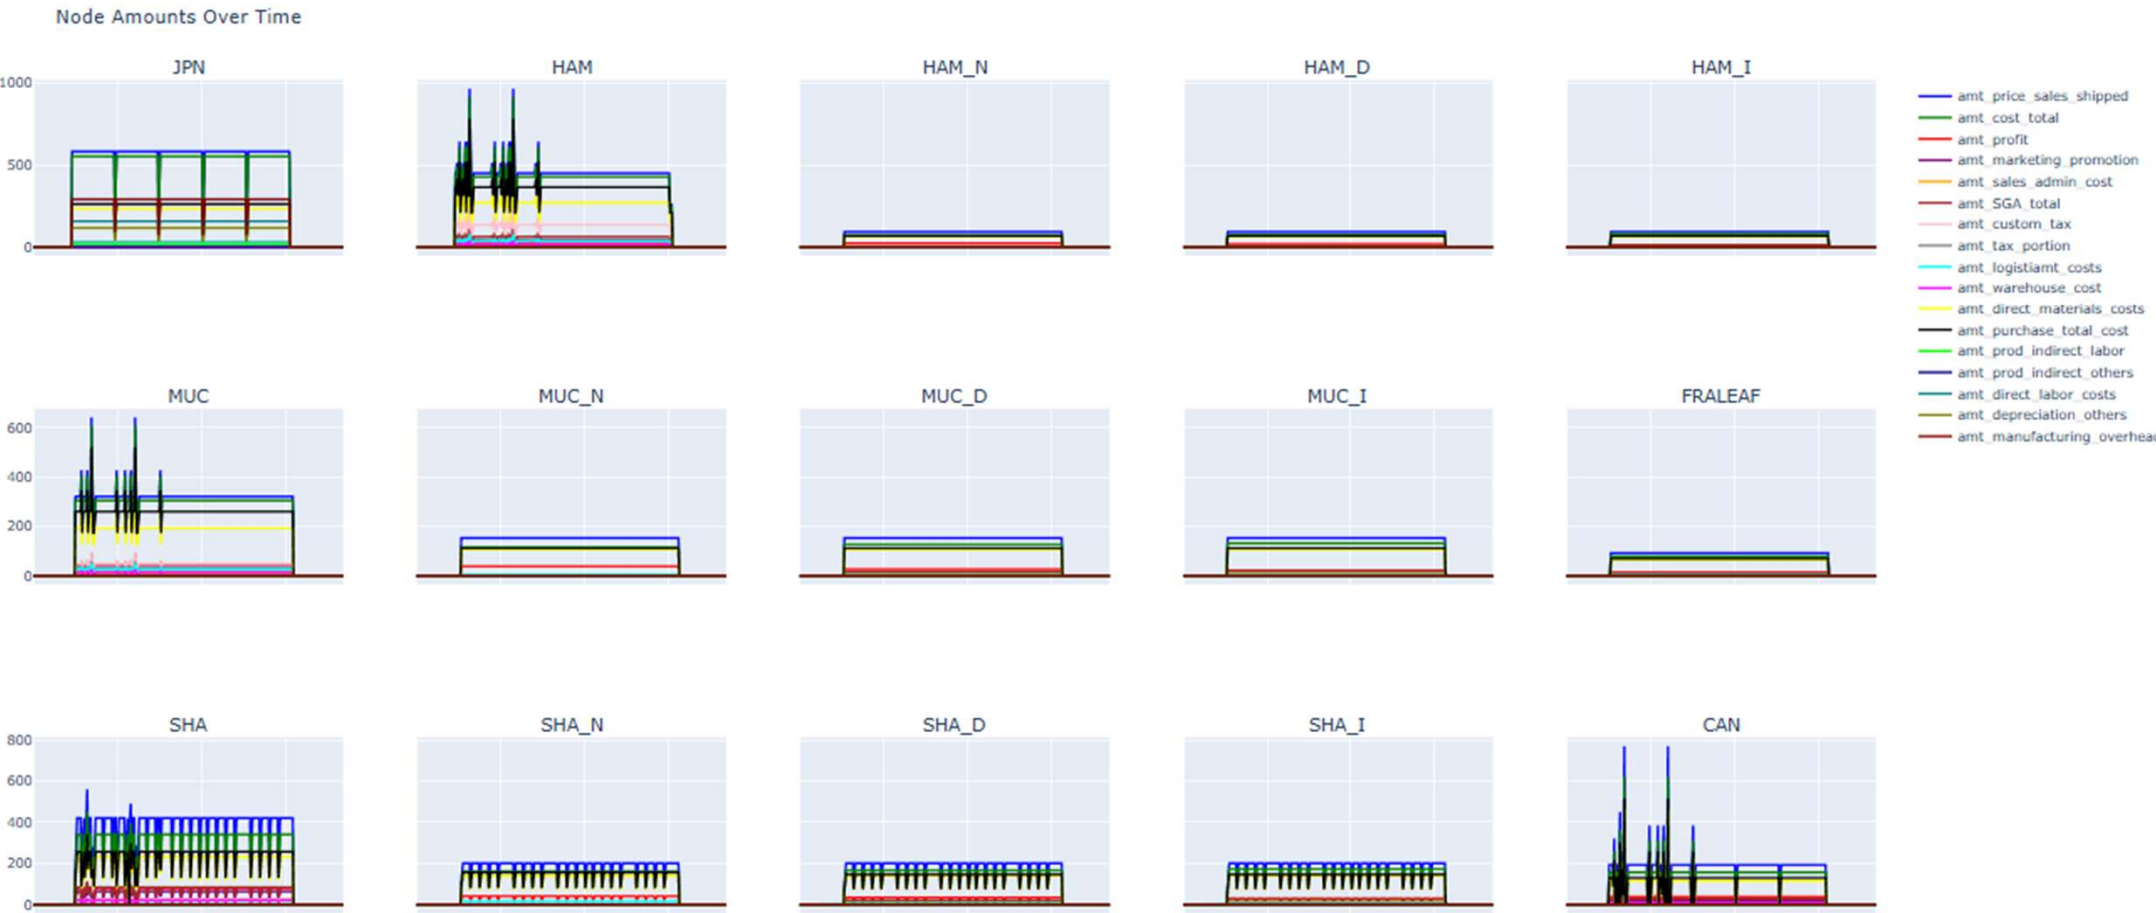 Node Amounts Over Time
JPN
HAM
HAM_N
HAM_D
HAM_I
1000
500
0
amt_price_sales_shipped
amt_cost_total
amt_profit
amt_marketing_promotion
amt_sales_admin_cost
amt_SGA_total
amt_custom_tax
amt_tax_portion
amt_logistiamt_costs
amt_warehouse_cost
amt_direct_materials_costs
amt_purchase_total_cost
amt_prod_indirect_labor
amt_prod_indirect_others
amt_direct_labor_costs
amt_depreciation_others
amt_manufacturing_overhead
MUC
MUC_N
MUC_D
MUC_I
FRALEAF
600
400
200
0
SHA
SHA_N
SHA_D
SHA_I
CAN
800
600
400
200
0